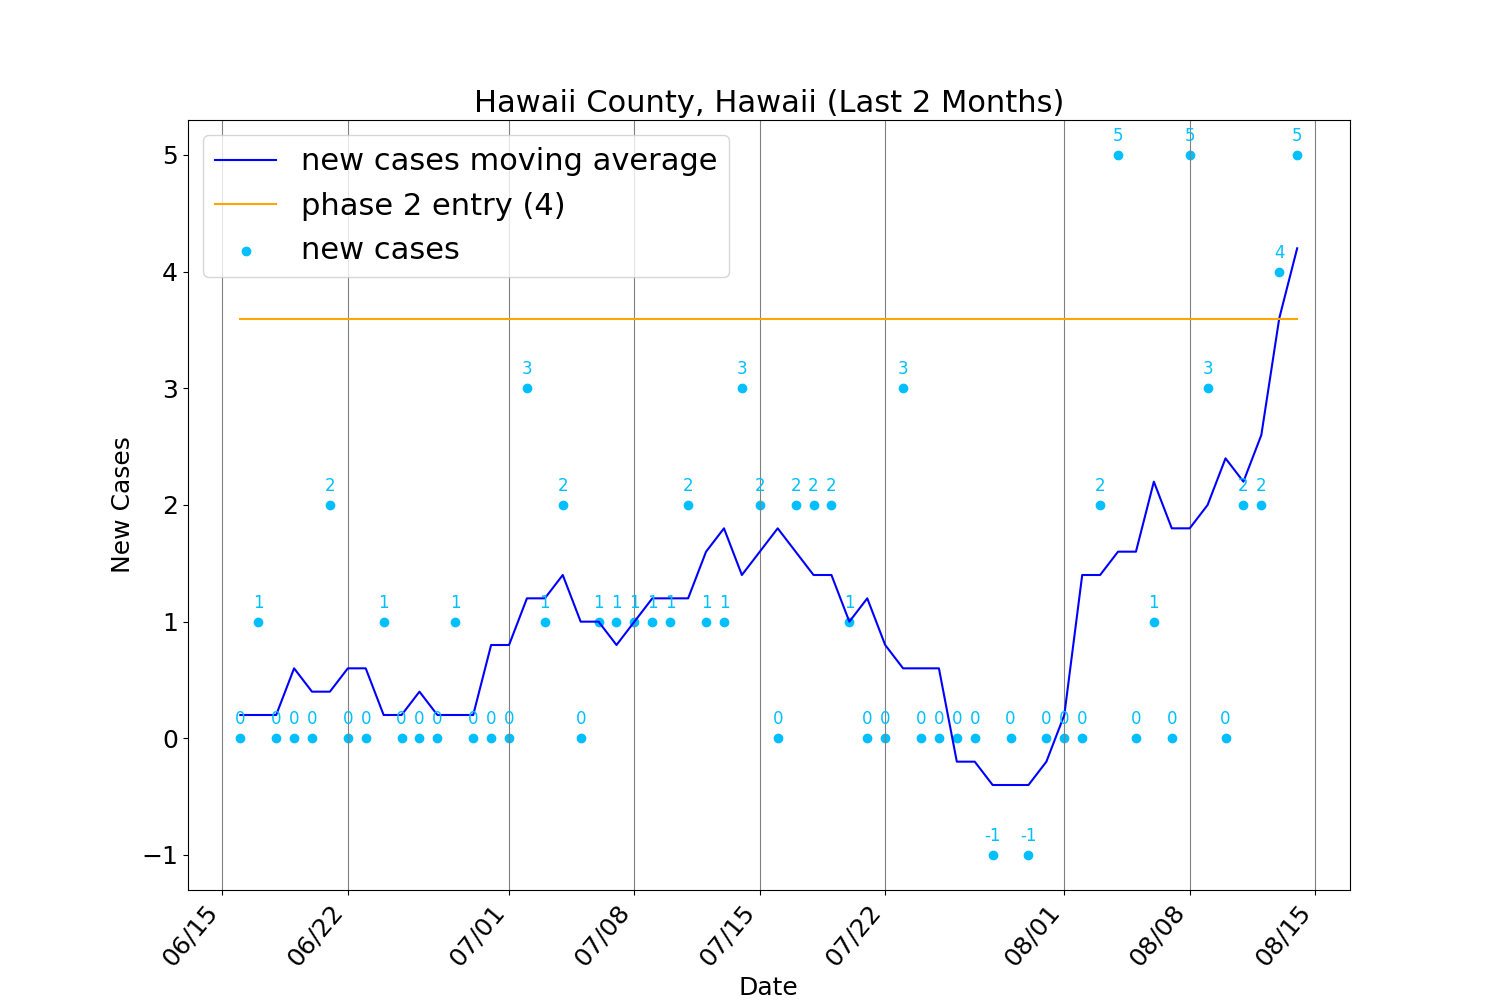 Hawaii County, Hawaii (Last 2 Months)
new cases moving average
phase 2 entry (4)
new cases
5 5 5
5
4
4
3 3 3 3
3
2 2 2 2 2 2 2 2 2 2
2
1 1 1 1 1 1 1 1 1 1 1 1 1
1
0 0 0 0 0 0 0 0 0 0 0 0 0 0 0 0 0 0 0 0 0 0 0 0 0 0 0
0
-1 -1
−1
New Cases
06/15 06/22 07/01 07/08 07/15 07/22 08/01 08/08 08/15
Date